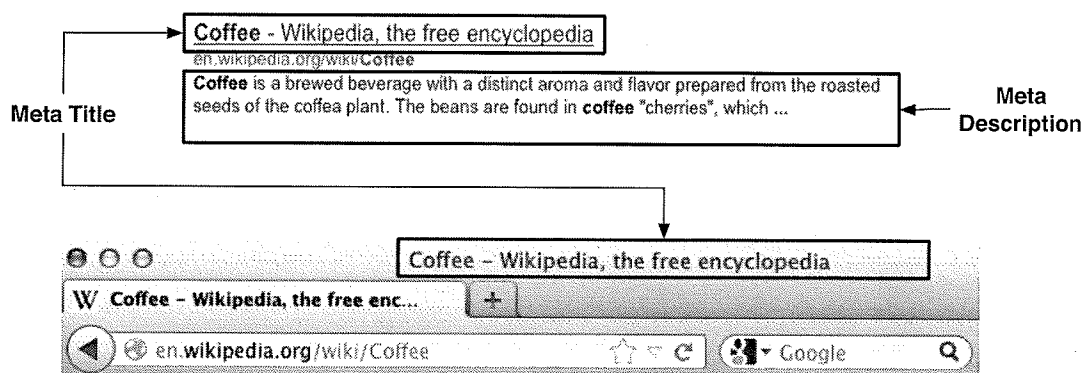 Coffee - Wikipedia, the free encyclopedia
en.wikipedia.org/wiki/Coffee
Coffee is a brewed beverage with a distinct aroma and flavor prepared from the roasted
seeds of the coffea plant. The beans are found in coffee "cherries", which ...
Meta Title
Meta
Description
Coffee – Wikipedia, the free encyclopedia
W Coffee – Wikipedia, the free enc... +
en.wikipedia.org/wiki/Coffee Google